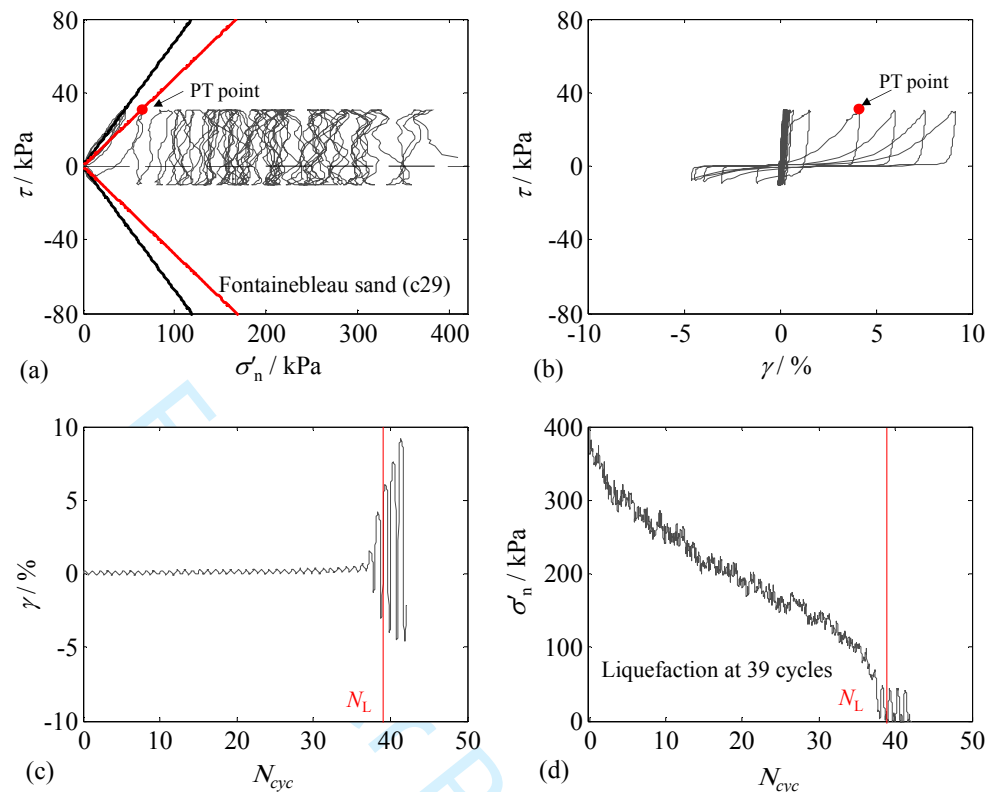 80
40
0
-40
-80
τ / kPa
PT point
Fontainebleau sand (c29)
0 100 200 300 400
(a)
σ′n / kPa
80
40
0
-40
-80
τ / kPa
PT point
-10 -5 0 5 10
(b)
γ / %
10
5
0
-5
-10
γ / %
NL
0 10 20 30 40 50
(c)
Ncyc
400
300
200
100
0
σ′n / kPa
Liquefaction at 39 cycles
NL
0 10 20 30 40 50
(d)
Ncyc